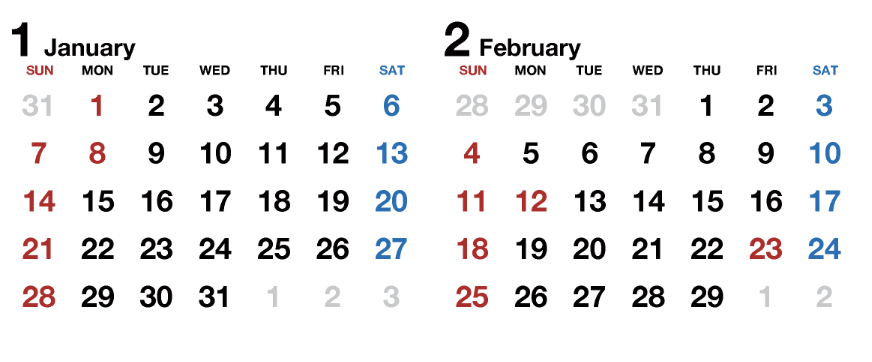 1 January
SUN MON TUE WED THU FRI SAT
31 1 2 3 4 5 6
7 8 9 10 11 12 13
14 15 16 17 18 19 20
21 22 23 24 25 26 27
28 29 30 31 1 2 3
2 February
SUN MON TUE WED THU FRI SAT
28 29 30 31 1 2 3
4 5 6 7 8 9 10
11 12 13 14 15 16 17
18 19 20 21 22 23 24
25 26 27 28 29 1 2